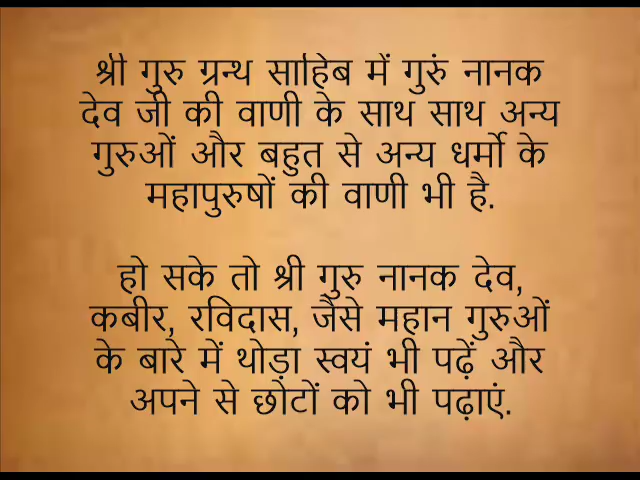 श्री गुरु ग्रन्थ साहिब में गुरुं नानक
देव जी की वाणी के साथ साथ अन्य
गुरुओं और बहुत से अन्य धर्मो के
महापुरुषों की वाणी भी है.
हो सके तो श्री गुरु नानक देव,
कबीर, रविदास, जैसे महान गुरुओं
के बारे में थोड़ा स्वयं भी पढ़ें और
अपने से छोटों को भी पढ़ाएं.